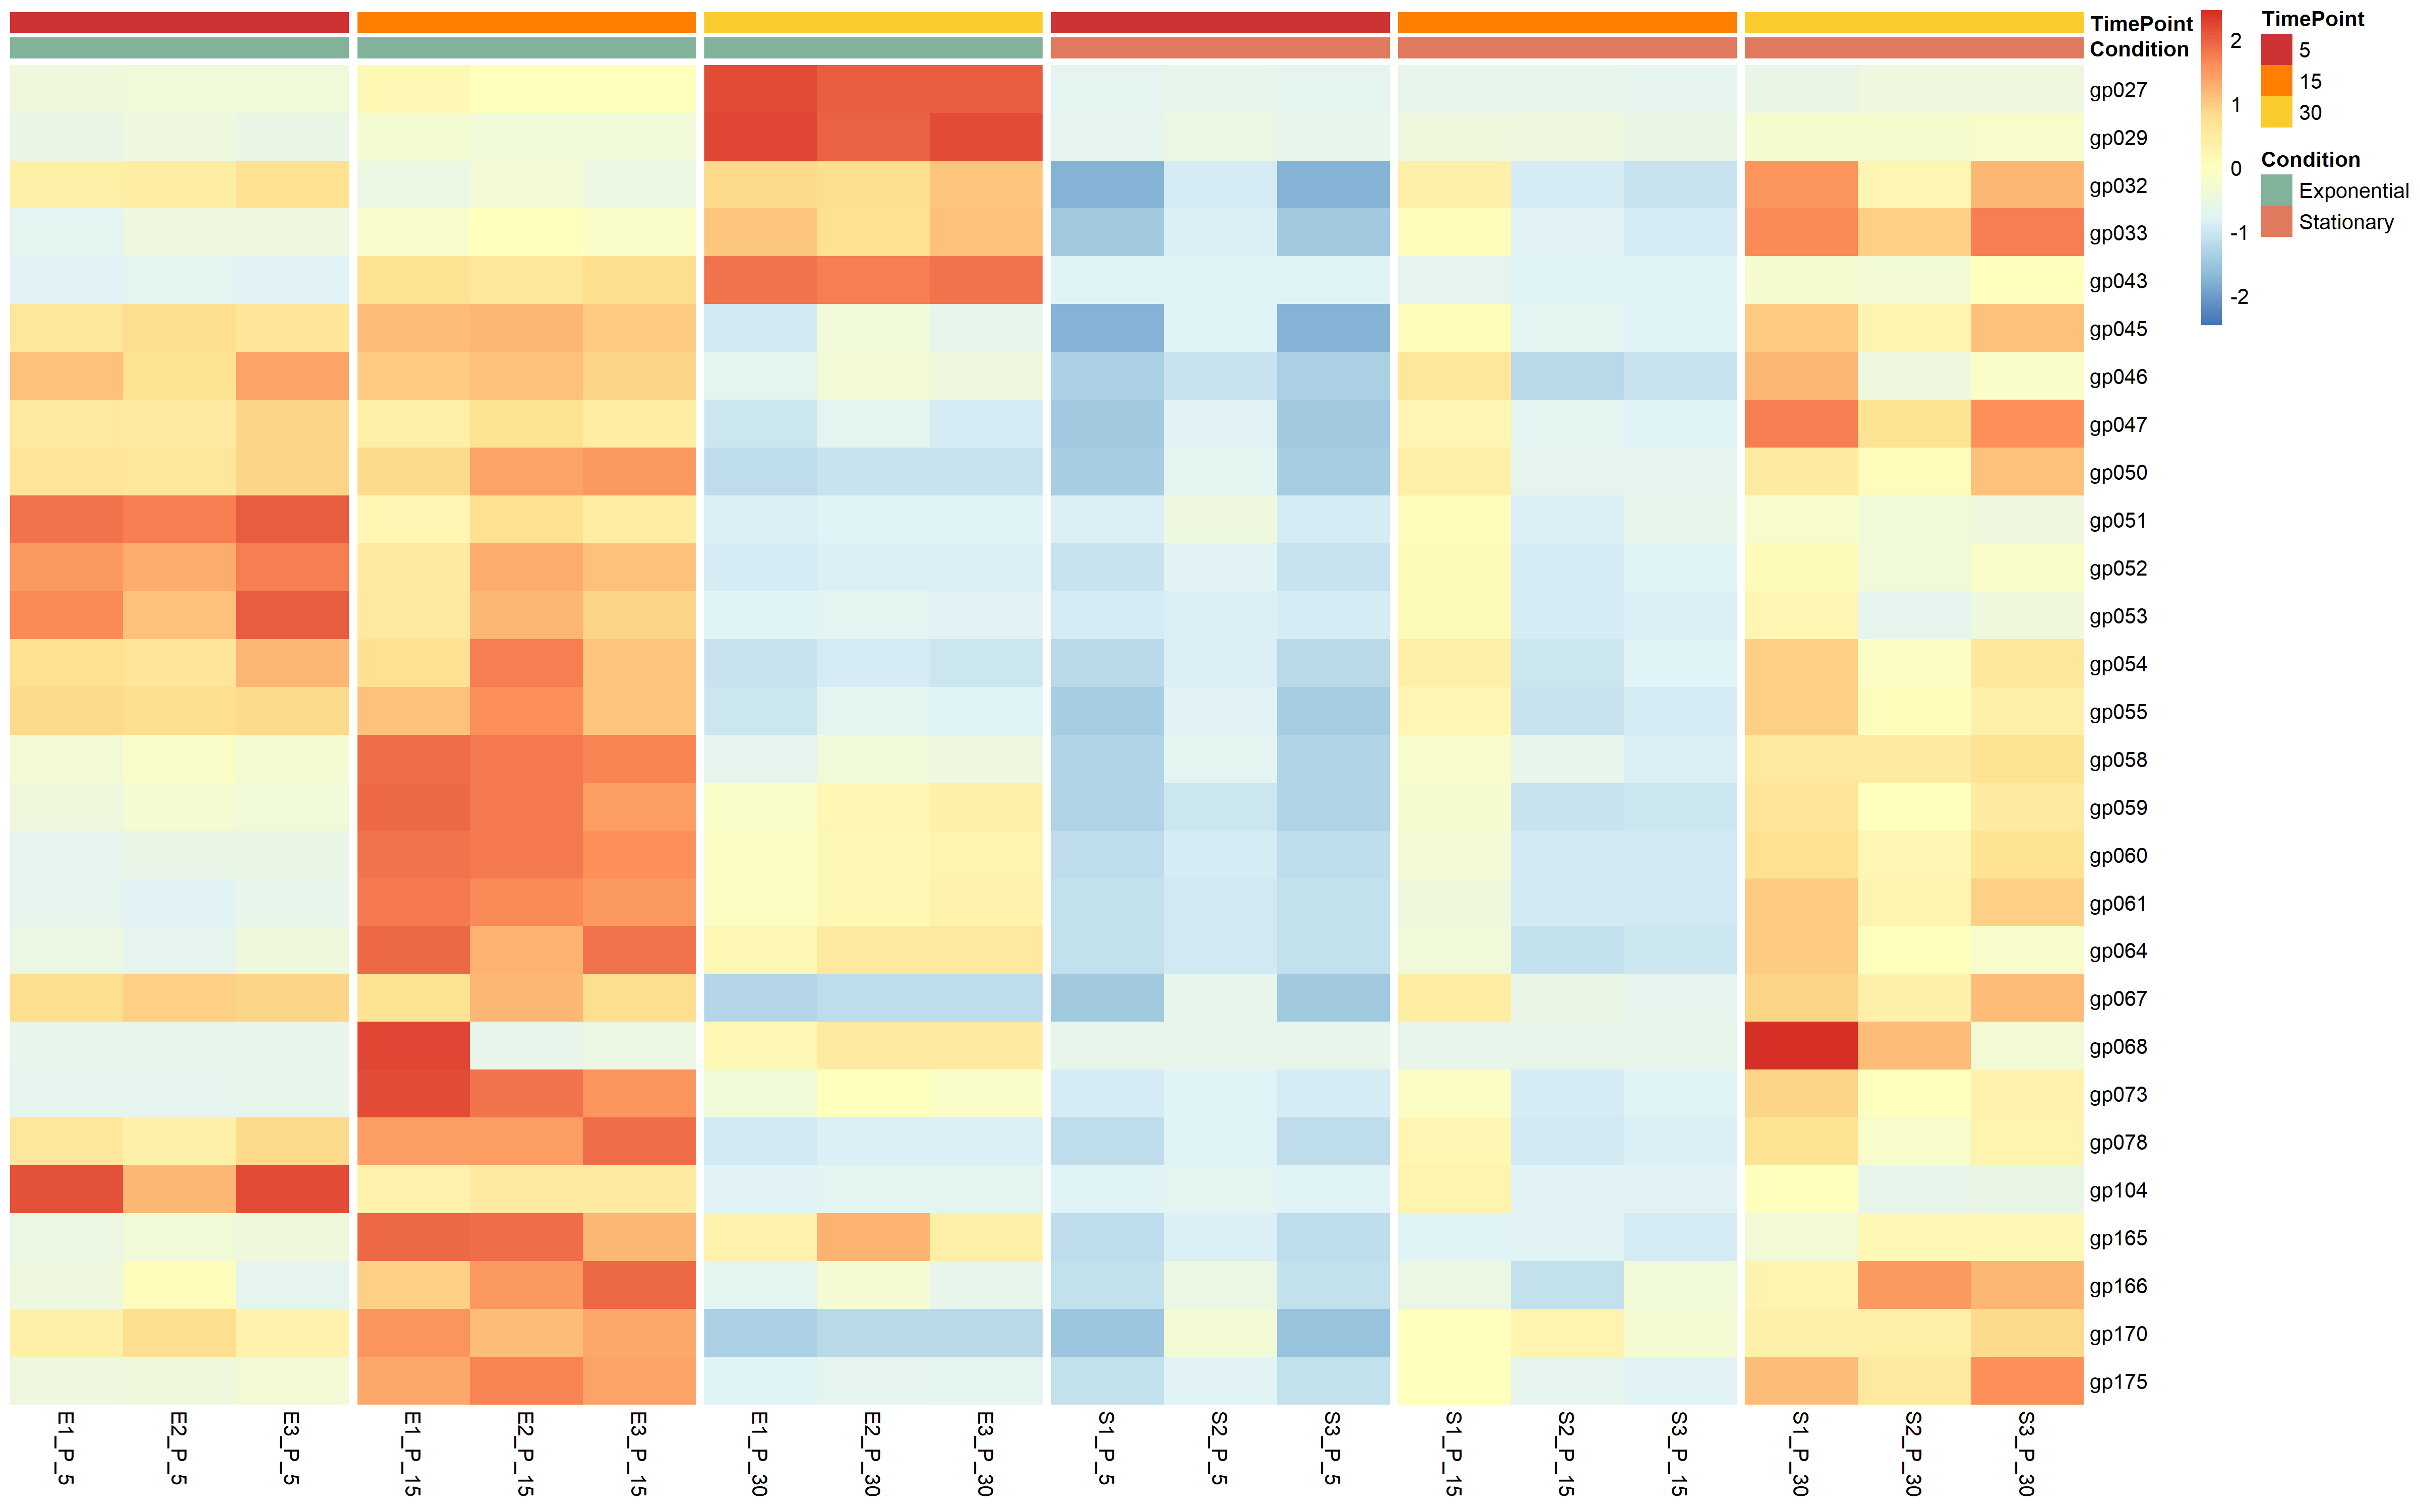 TimePoint
Condition
2
1
0
-1
-2
TimePoint
5
15
30
Condition
Exponential
Stationary
gp027
gp029
gp032
gp033
gp043
gp045
gp046
gp047
gp050
gp051
gp052
gp053
gp054
gp055
gp058
gp059
gp060
gp061
gp064
gp067
gp068
gp073
gp078
gp104
gp165
gp166
gp170
gp175
E1_P_5
E2_P_5
E3_P_5
E1_P_15
E2_P_15
E3_P_15
E1_P_30
E2_P_30
E3_P_30
S1_P_5
S2_P_5
S3_P_5
S1_P_15
S2_P_15
S3_P_15
S1_P_30
S2_P_30
S3_P_30